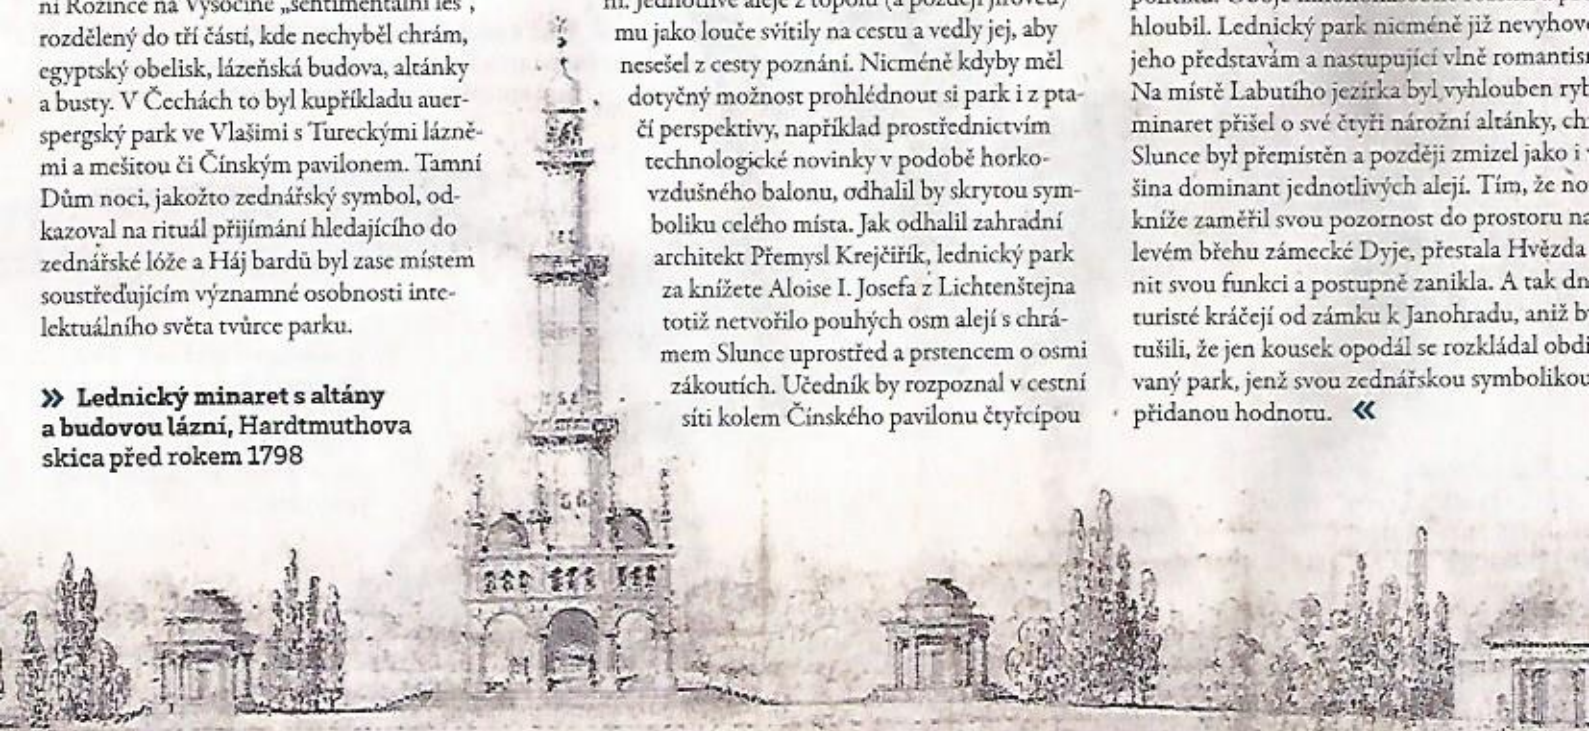 ní Rožínce na Vysočině „sentimentální les",
rozdělený do tří částí, kde nechyběl chrám,
egyptský obelisk, lázeňská budova, altánky
a busty. V Čechách to byl kupříkladu auer-
spergský park ve Vlašimi s Tureckými lázně-
mi a mešitou či Čínským pavilonem. Tamní
Dům noci, jakožto zednářský symbol, od-
kazoval na rituál přijímání hledajícího do
zednářské lóže a Háj bardů byl zase místem
soustřeďujícím významné osobnosti inte-
lektuálního světa tvůrce parku.
» Lednický minaret s altány
a budovou lázní, Hardtmuthova
skica před rokem 1798
Jednotlivé aleje z topolů (a později jírovců)
mu jako louče svítily na cestu a vedly jej, aby
nesešel z cesty poznání. Nicméně kdyby měl
dotyčný možnost prohlédnout si park i z pta-
čí perspektivy, například prostřednictvím
technologické novinky v podobě horko-
vzdušného balonu, odhalil by skrytou sym-
boliku celého místa. Jak odhalil zahradní
architekt Přemysl Krejčiřík, lednický park
za knížete Aloise I. Josefa z Lichtenštejna
totiž netvořilo pouhých osm alejí s chrá-
mem Slunce uprostřed a prstencem o osmi
zákoutích. Učedník by rozpoznal v cestní
síti kolem Čínského pavilonu čtyřcípou
hloubil. Lednický park nicméně již nevyhov
jeho představám a nastupující vlně romantis
Na místě Labutího jezírka byl vyhlouben ryb
minaret přišel o své čtyři nárožní altánky, ch
Slunce byl přemístěn a později zmizel jako i
šina dominant jednotlivých alejí. Tím, že no
kníže zaměřil svou pozornost do prostoru na
levém břehu zámecké Dyje, přestala Hvězda
nit svou funkci a postupně zanikla. A tak dn
turisté kráčejí od zámku k Janohradu, aniž b
tušili, že jen kousek opodál se rozkládal obdi
vaný park, jenž svou zednářskou symbolikou
přidanou hodnotu. «